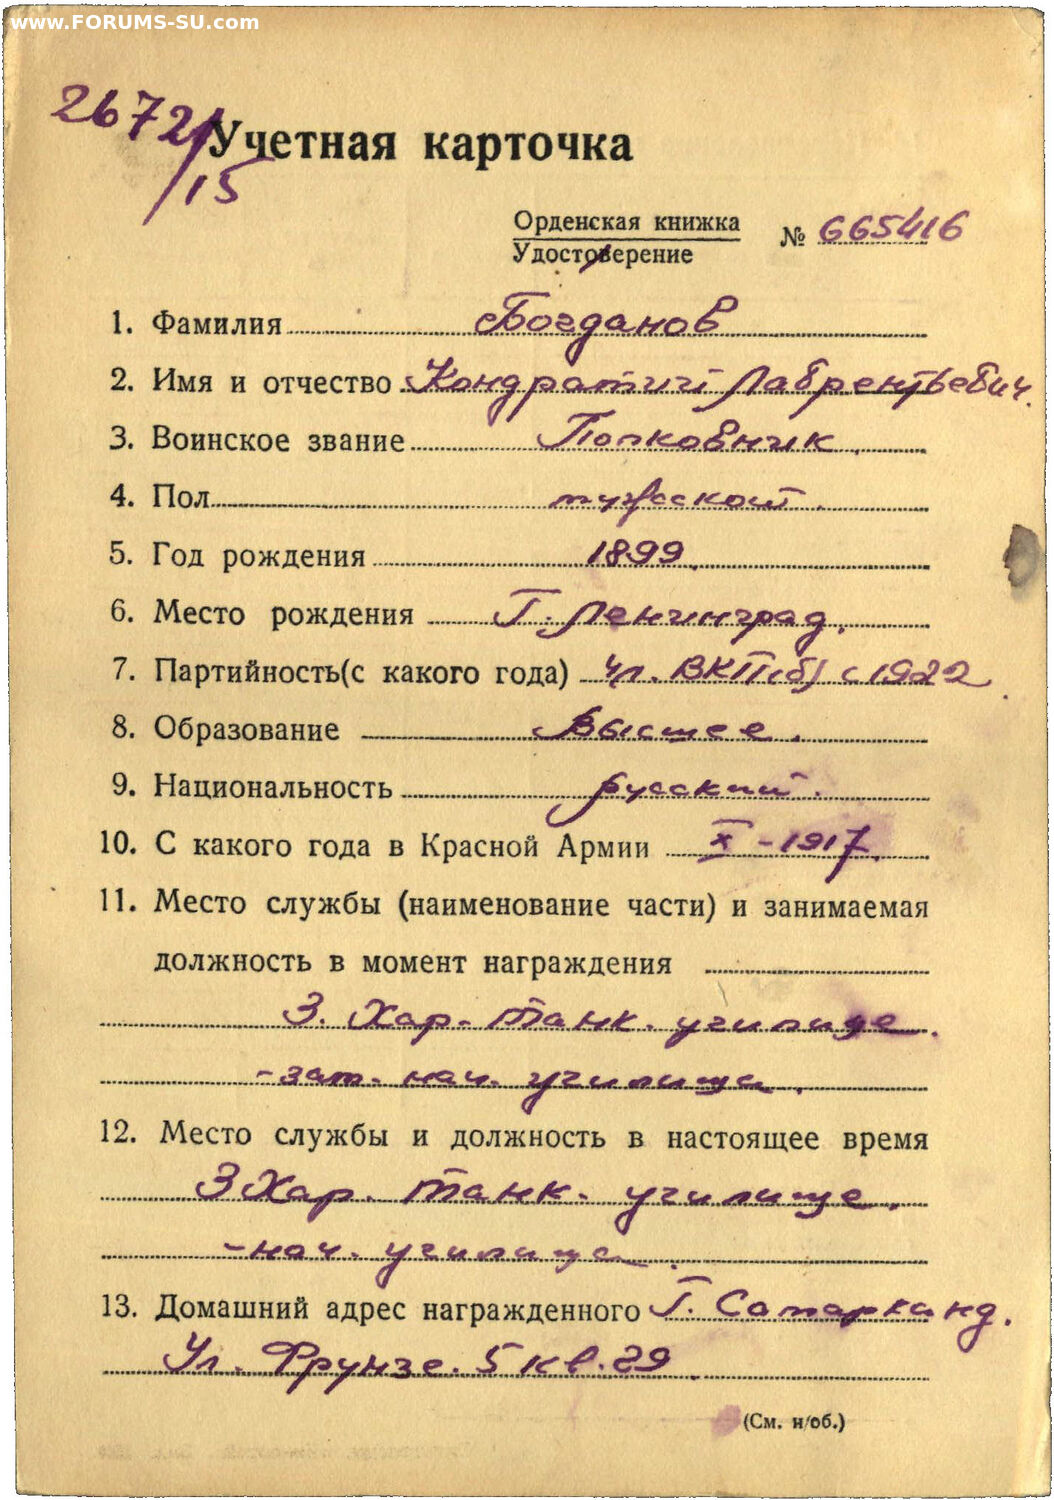 www.FORUMS-SU.com
2672/15
Учетная карточка
Орденская книжка
Удостоверение
№ 665416
1. Фамилия Богданов
2. Имя и отчество Кондратий Лаврентьевич.
3. Воинское звание Полковник.
4. Пол мужской.
5. Год рождения 1899.
6. Место рождения Г. Ленинград.
7. Партийность(с какого года) Чл. ВКП(б) с 1922
8. Образование Высшее.
9. Национальность русский.
10. С какого года в Красной Армии X-1917.
11. Место службы (наименование части) и занимаемая
должность в момент награждения
3. Хар. танк. училище.
-зам. нач. училища.
12. Место службы и должность в настоящее время
3 Хар. танк. училище.
-нач. училища.
13. Домашний адрес награжденного Г. Самарканд.
Ул. Фрунзе. 5 кв. 29.
(См. н/об.)